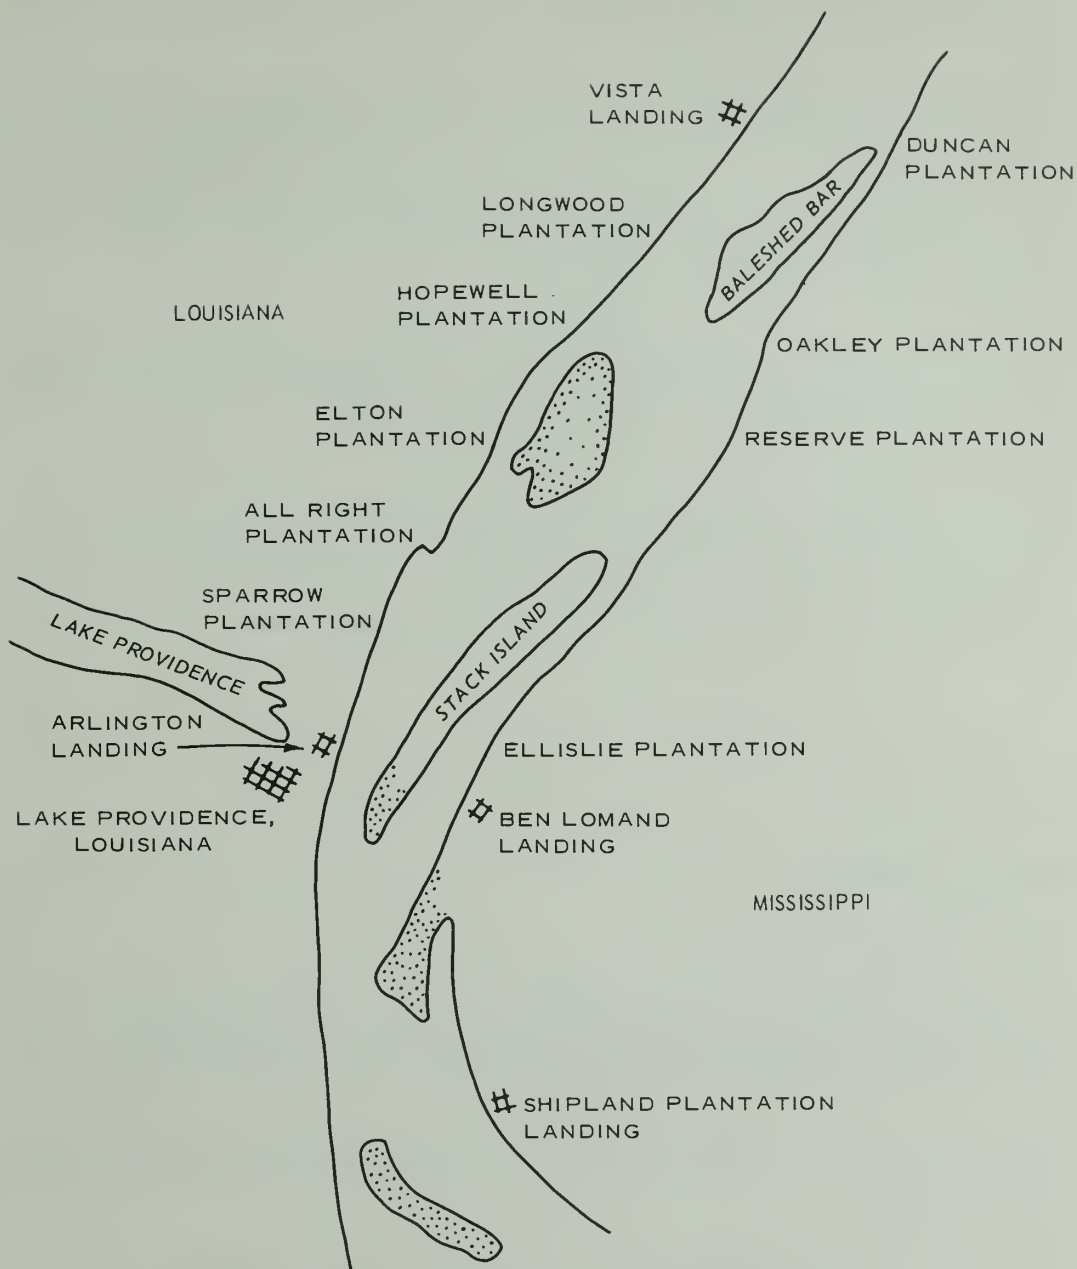 VISTA
LANDING
DUNCAN
PLANTATION
LONGWOOD
PLANTATION
BALESHED BAR
HOPEWELL
PLANTATION
LOUISIANA
OAKLEY PLANTATION
ELTON
PLANTATION
RESERVE PLANTATION
ALL RIGHT
PLANTATION
SPARROW
PLANTATION
LAKE PROVIDENCE
STACK ISLAND
ARLINGTON
LANDING
ELLISLIE PLANTATION
LAKE PROVIDENCE,
LOUISIANA
BEN LOMAND
LANDING
MISSISSIPPI
SHIPLAND PLANTATION
LANDING